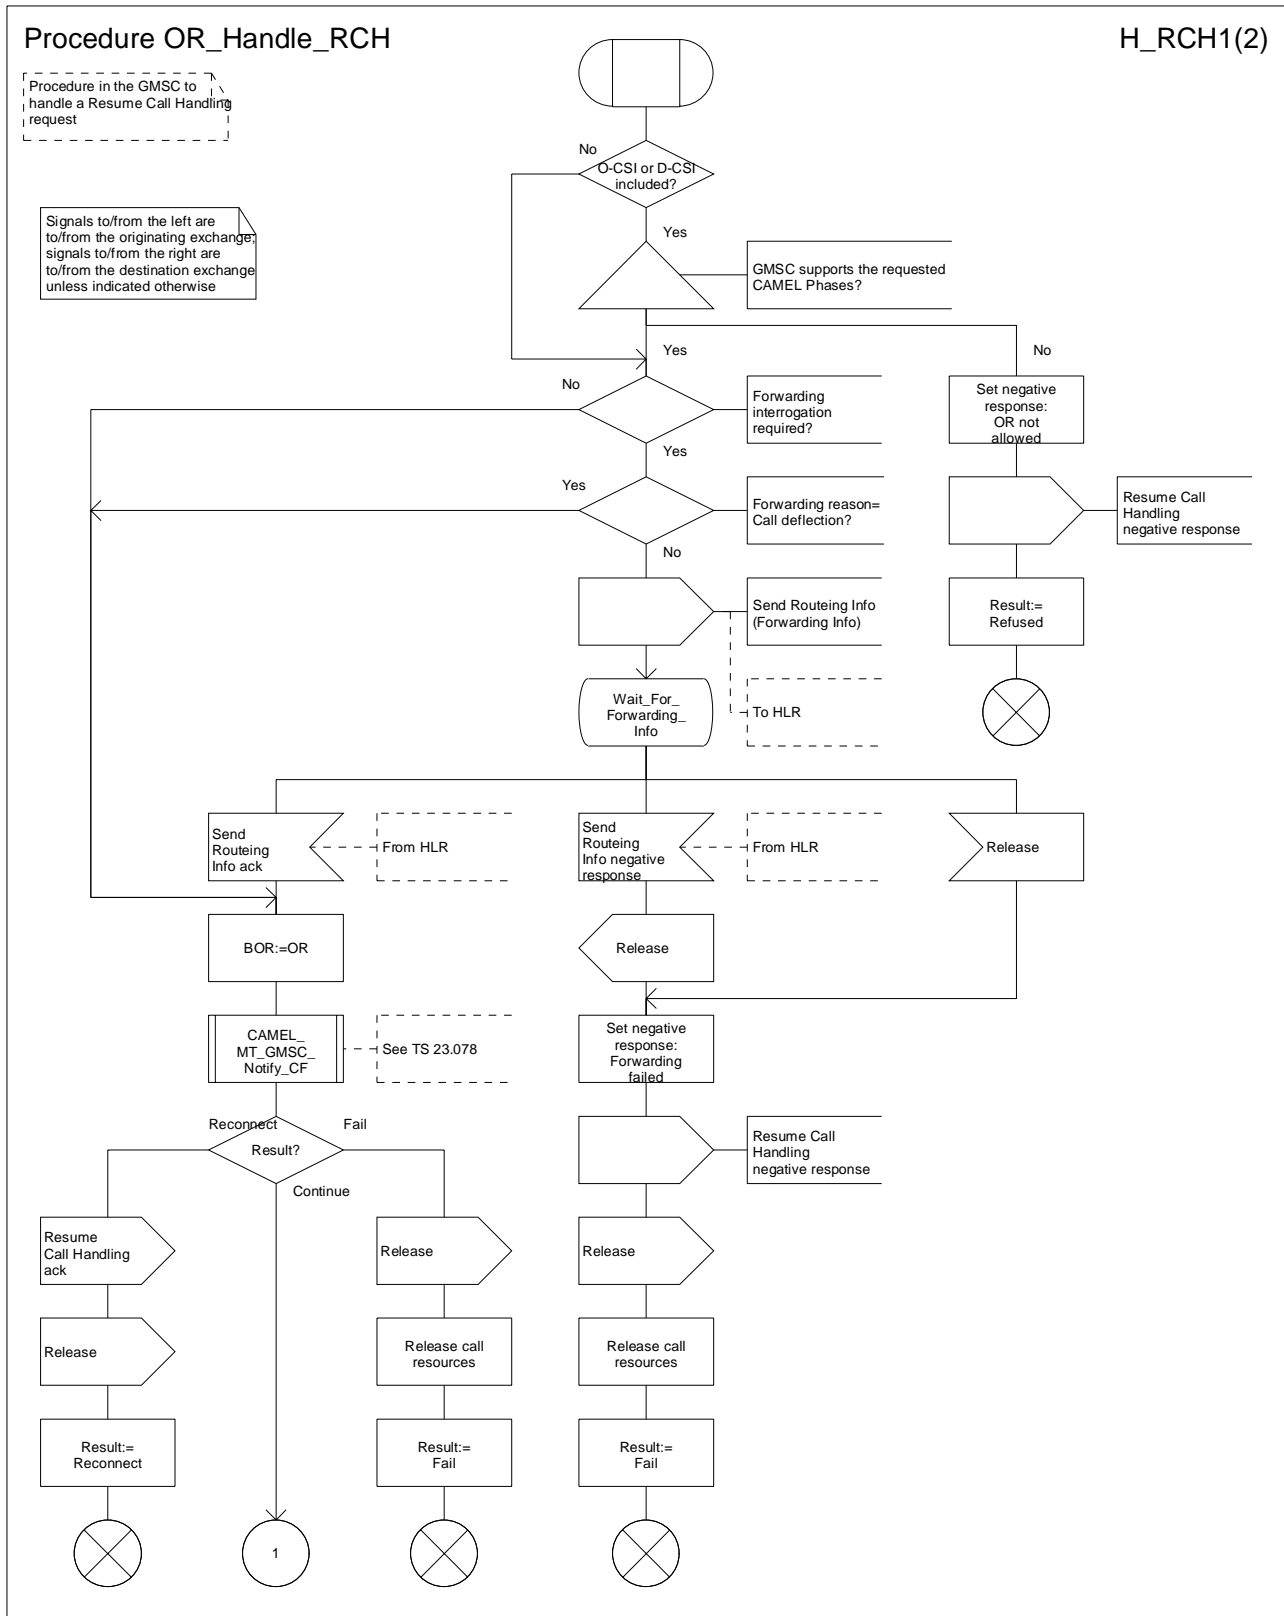 Procedure OR_Handle_RCH
H_RCH1(2)
Procedure in the GMSC to
handle a Resume Call Handling
request
No
O-CSI or D-CSI
included?
Signals to/from the left are
to/from the originating exchange;
signals to/from the right are
to/from the destination exchange
unless indicated otherwise
Yes
GMSC supports the requested
CAMEL Phases?
Yes
No
No
Forwarding
interrogation
required?
Set negative
response:
OR not
allowed
Yes
Yes
Forwarding reason=
Call deflection?
Resume Call
Handling
negative response
No
Send Routeing Info
(Forwarding Info)
Result:=
Refused
Wait_For_
Forwarding_
Info
To HLR
Send
Routeing
Info ack
From HLR
Send
Routeing
Info negative
response
From HLR
Release
BOR:=OR
Release
CAMEL_
MT_GMSC_
Notify_CF
See TS 23.078
Set negative
response:
Forwarding
failed
Reconnect
Fail
Result?
Continue
Resume Call
Handling
negative response
Resume
Call Handling
ack
Release
Release
Release
Release call
resources
Release call
resources
Result:=
Reconnect
Result:=
Fail
Result:=
Fail
1